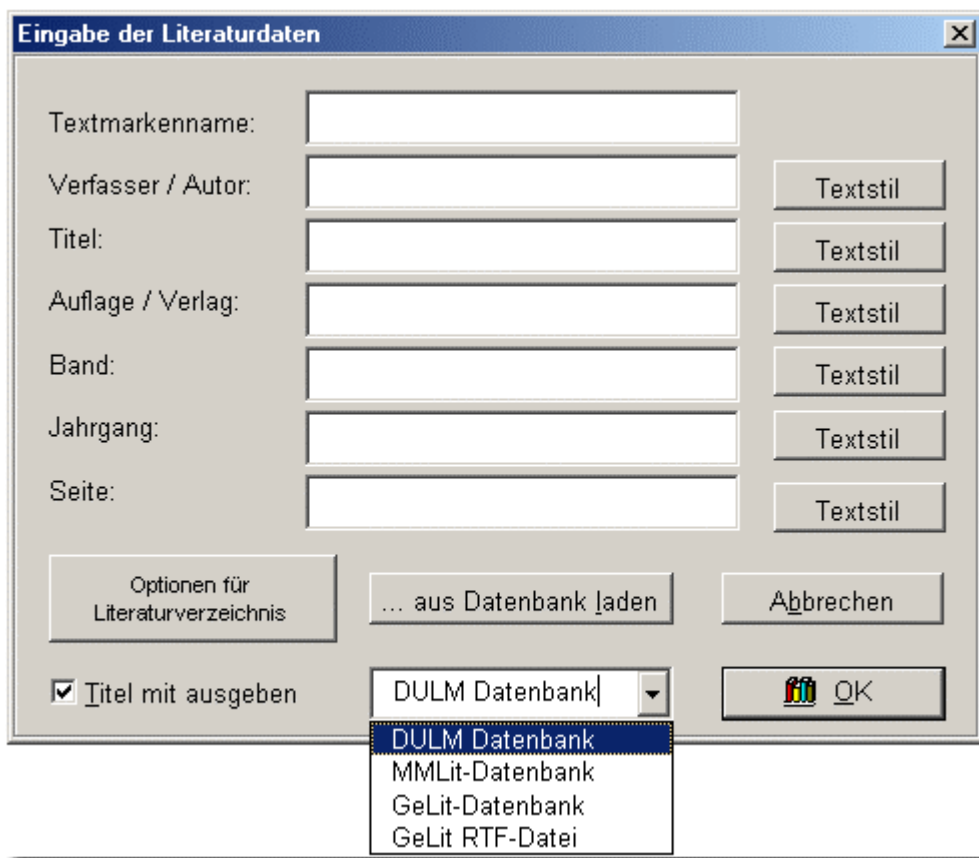 Eingabe der Literaturdaten
Textmarkenname:
Verfasser / Autor:
Textstil
Titel:
Textstil
Auflage / Verlag:
Textstil
Band:
Textstil
Jahrgang:
Textstil
Seite:
Textstil
Optionen für
Literaturverzeichnis
... aus Datenbank laden
Abbrechen
Titel mit ausgeben
DULM Datenbank
OK
DULM Datenbank
MMLit-Datenbank
GeLit-Datenbank
GeLit RTF-Datei